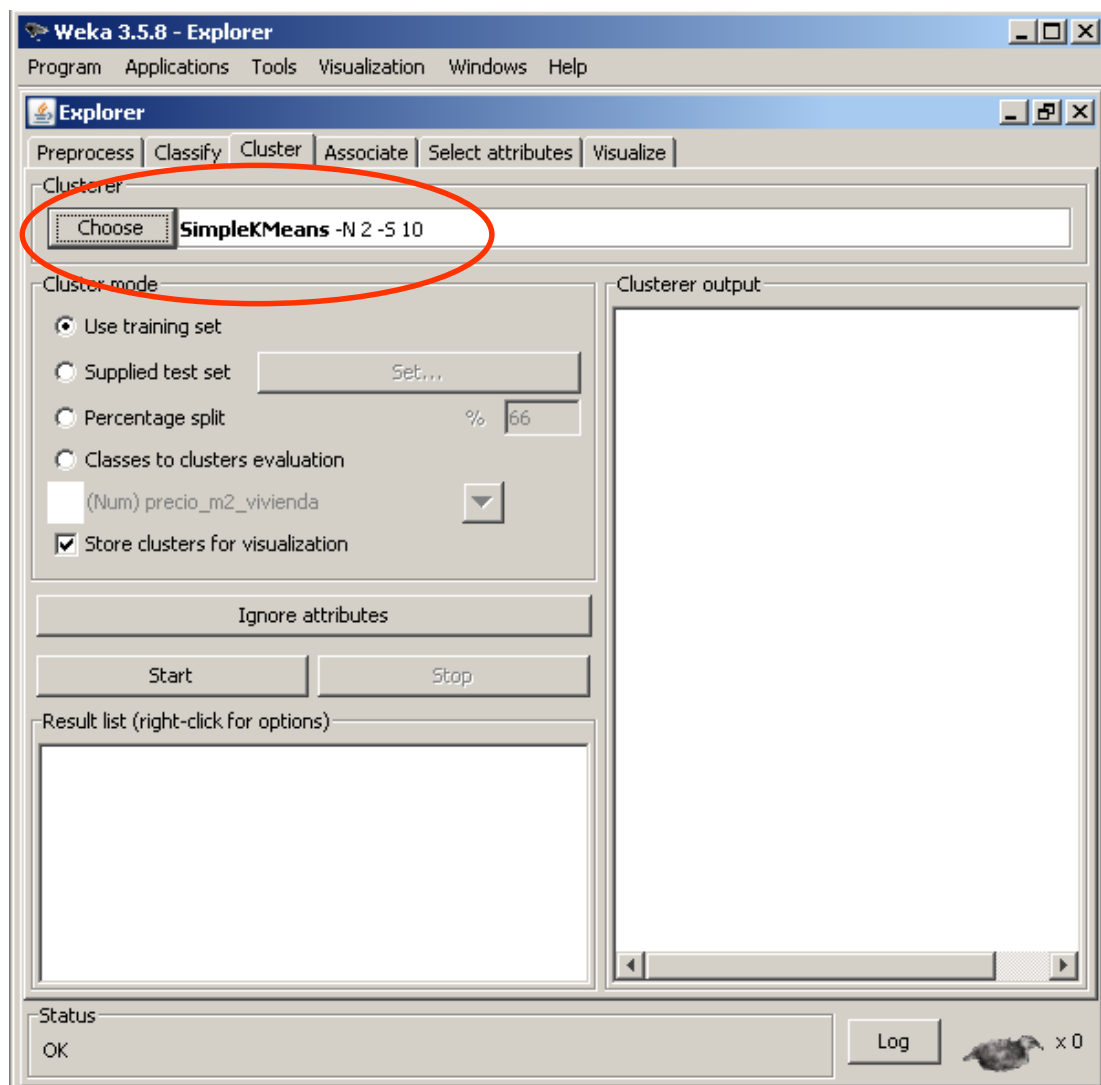 Weka 3.5.8 - Explorer
Program Applications Tools Visualization Windows Help
Explorer
Preprocess Classify Cluster Associate Select attributes Visualize
Clusterer
Choose SimpleKMeans -N 2 -S 10
Cluster mode
Use training set
Supplied test set Set...
Percentage split % 66
Classes to clusters evaluation
(Num) precio_m2_vivienda
Store clusters for visualization
Ignore attributes
Start Stop
Result list (right-click for options)
Clusterer output
Status
OK
Log x 0